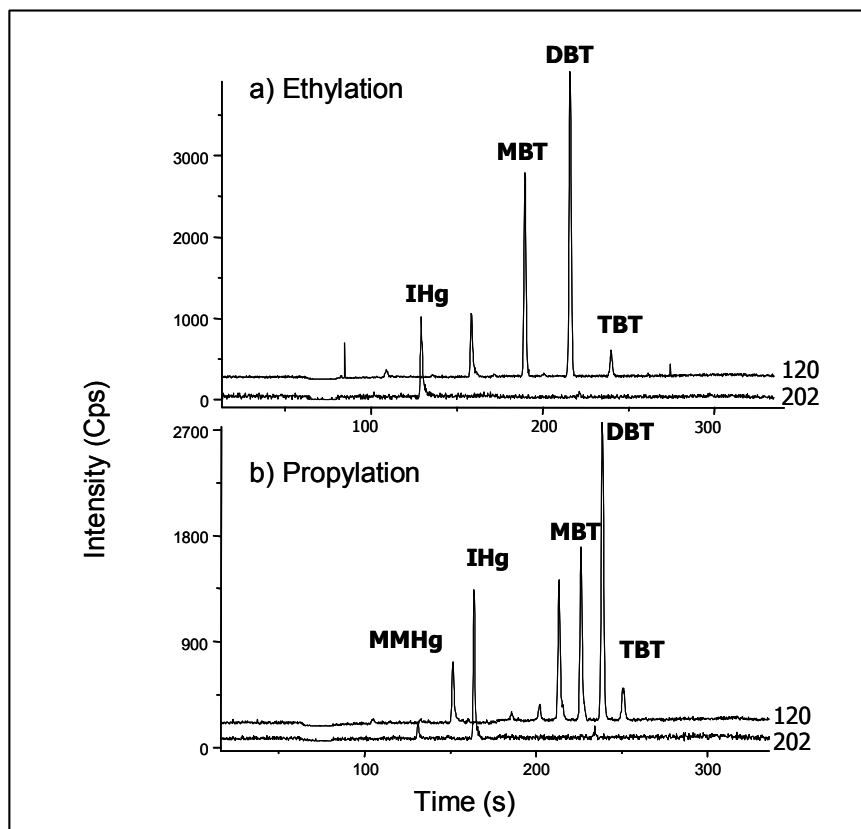 DBT
a) Ethylation
3000
MBT
2000
IHg
1000
TBT
120
0
202
100
200
300
2700
DBT
b) Propylation
1800
MBT
IHg
900
MMHg
TBT
120
0
202
100
200
300
Intensity (Cps)
Time (s)